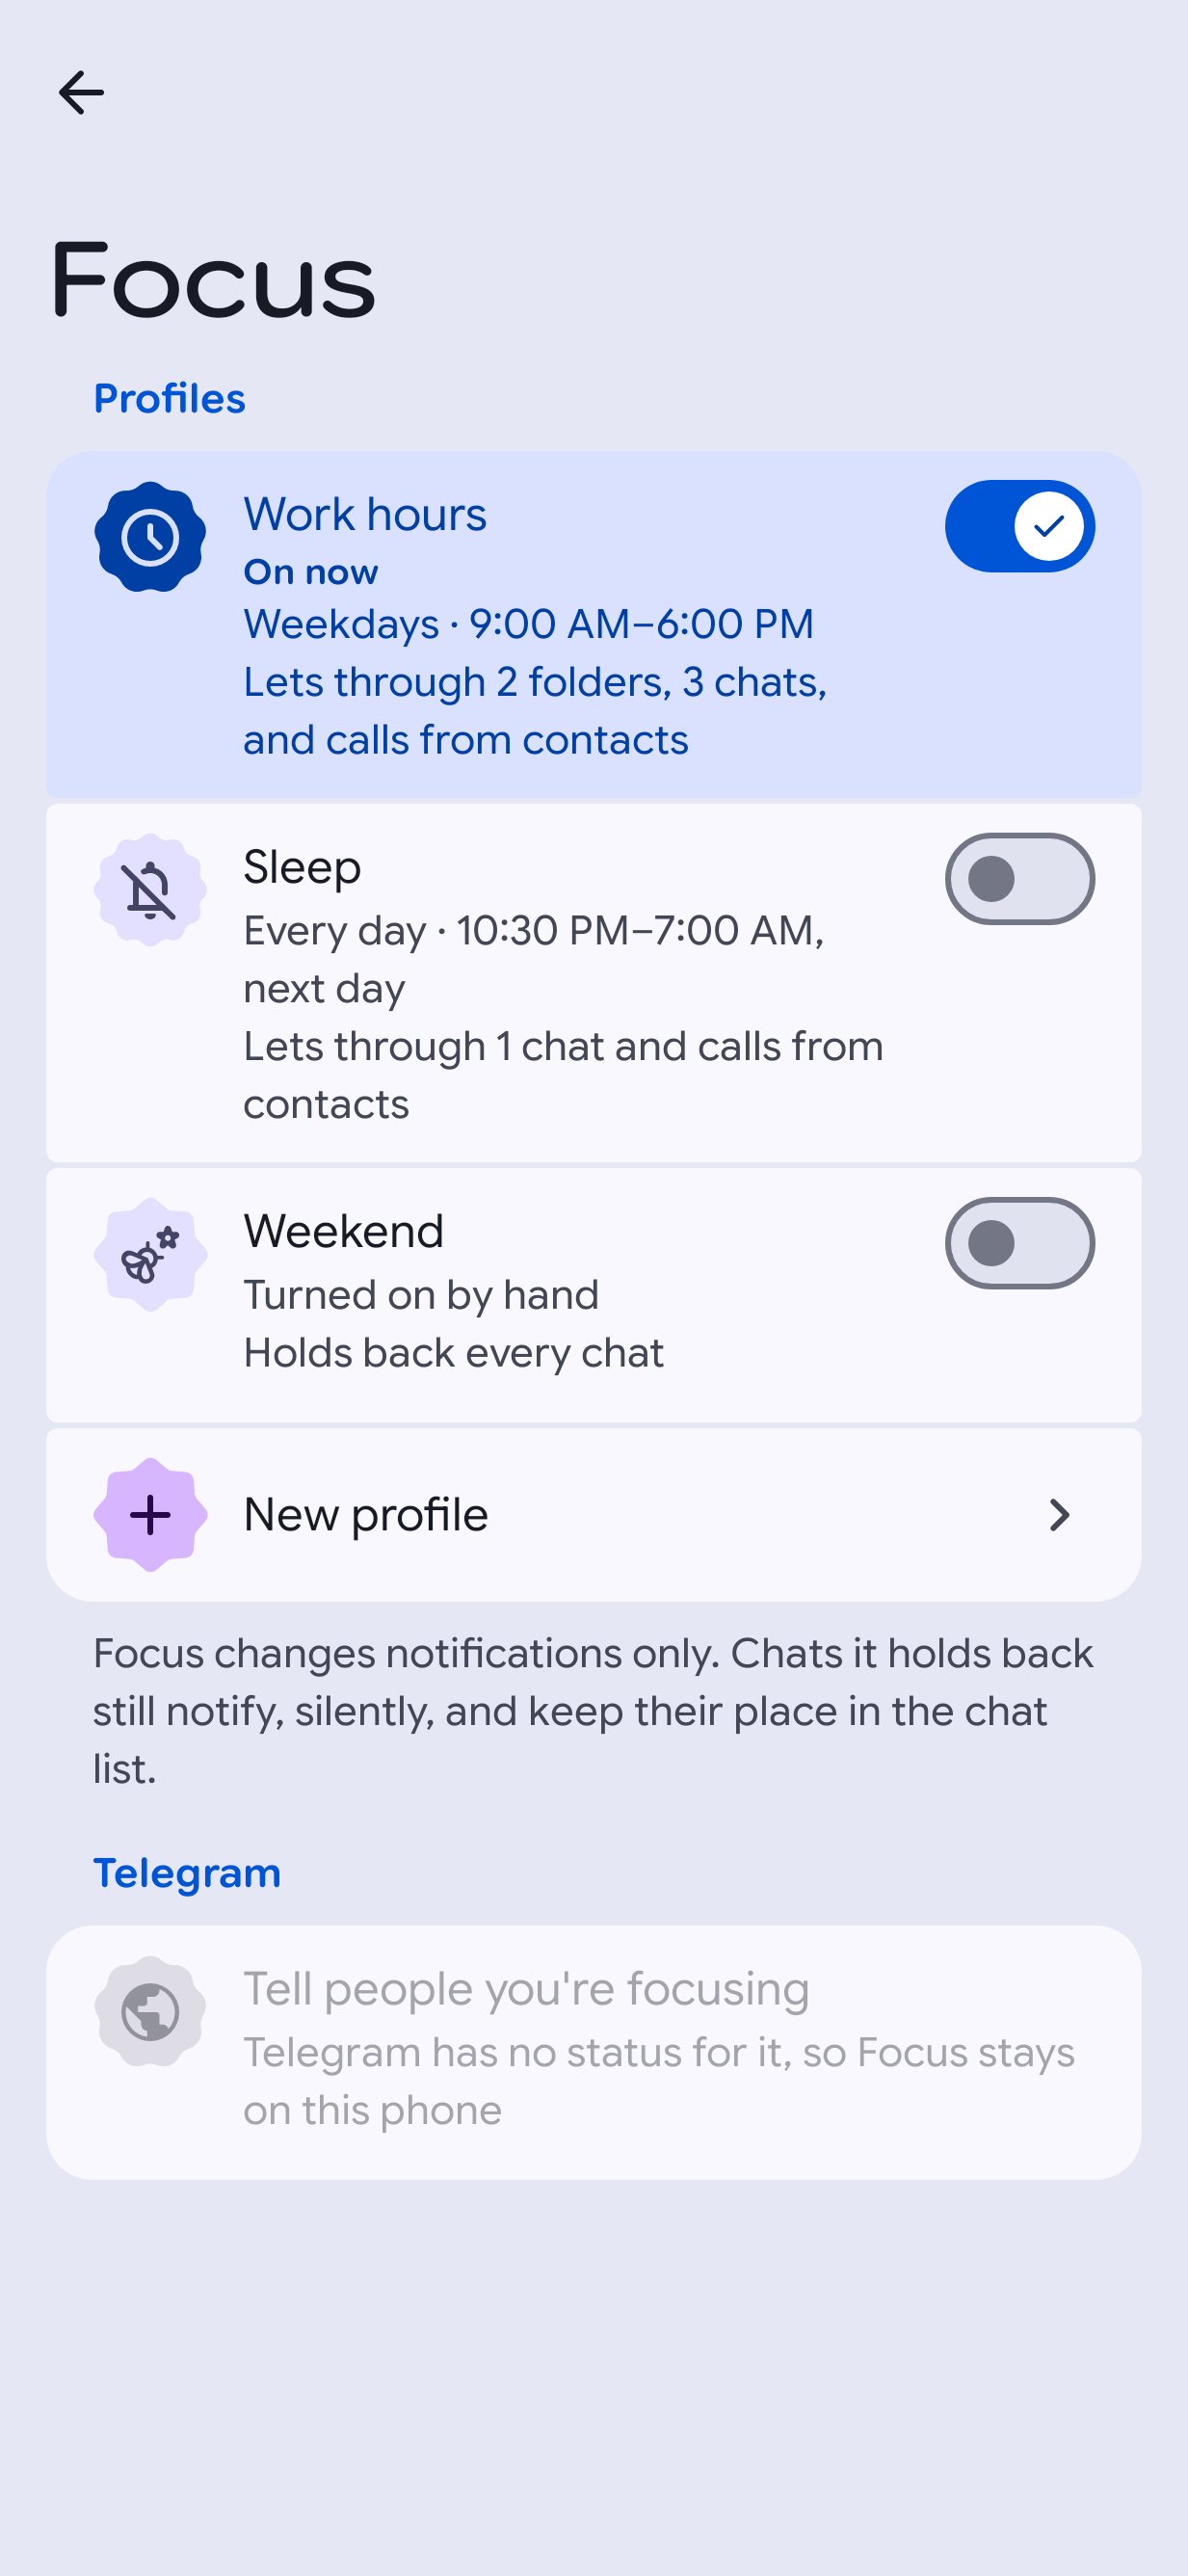 Focus
Profiles
Work hours
On now
Weekdays · 9:00 AM–6:00 PM
Lets through 2 folders, 3 chats,
and calls from contacts
Sleep
Every day · 10:30 PM–7:00 AM,
next day
Lets through 1 chat and calls from
contacts
Weekend
Turned on by hand
Holds back every chat
New profile
Focus changes notifications only. Chats it holds back
still notify, silently, and keep their place in the chat
list.
Telegram
Tell people you're focusing
Telegram has no status for it, so Focus stays
on this phone